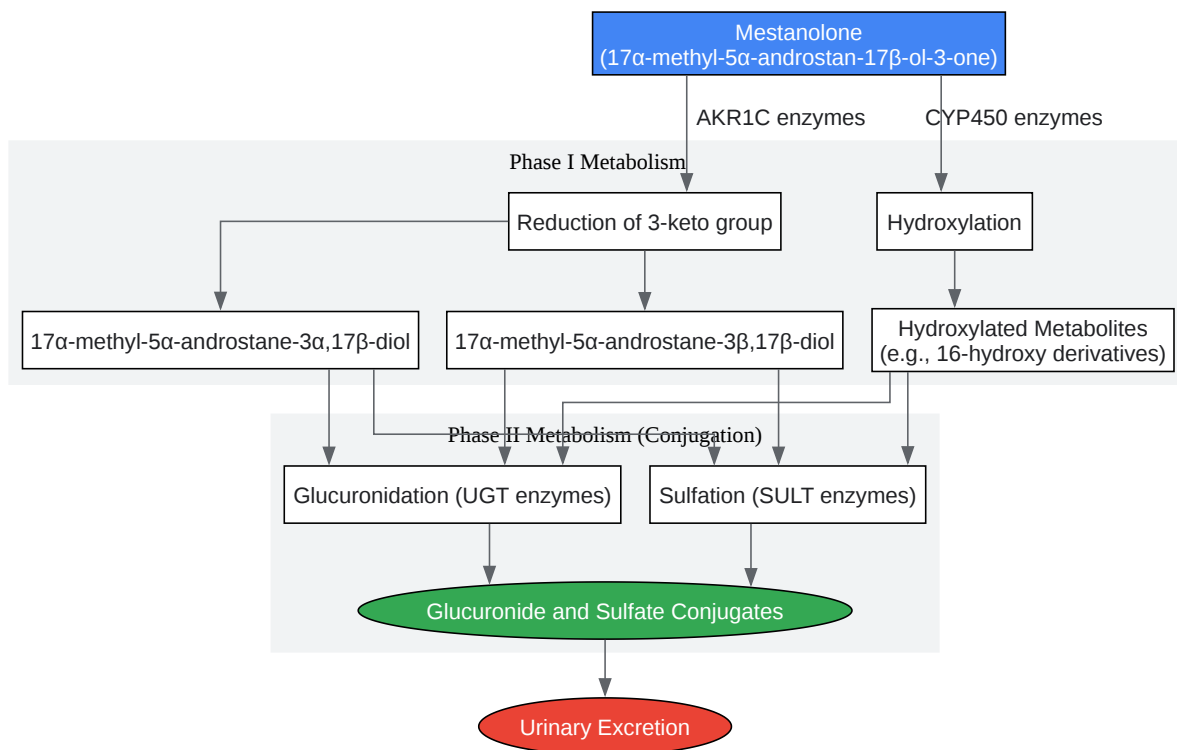 Mestanolone
(17α-methyl-5α-androstan-17β-ol-3-one)
AKR1C enzymes
CYP450 enzymes
Phase I Metabolism
Reduction of 3-keto group
Hydroxylation
17α-methyl-5α-androstane-3α,17β-diol
17α-methyl-5α-androstane-3β,17β-diol
Hydroxylated Metabolites
(e.g., 16-hydroxy derivatives)
Phase II Metabolism (Conjugation)
Glucuronidation (UGT enzymes)
Sulfation (SULT enzymes)
Glucuronide and Sulfate Conjugates
Urinary Excretion